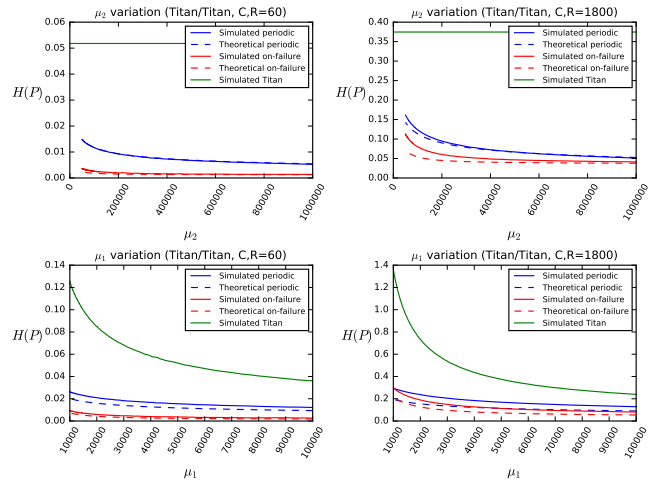 μ₂ variation (Titan/Titan, C,R=60)
0.06
0.05
0.04
0.03
0.02
0.01
0.00
H(P)
Simulated periodic
Theoretical periodic
Simulated on-failure
Theoretical on-failure
Simulated Titan
0
200000
400000
600000
800000
1000000
μ₂
μ₂ variation (Titan/Titan, C,R=1800)
0.40
0.35
0.30
0.25
0.20
0.15
0.10
0.05
0.00
H(P)
Simulated periodic
Theoretical periodic
Simulated on-failure
Theoretical on-failure
Simulated Titan
0
200000
400000
600000
800000
1000000
μ₂
μ₁ variation (Titan/Titan, C,R=60)
0.14
0.12
0.10
0.08
0.06
0.04
0.02
0.00
H(P)
Simulated periodic
Theoretical periodic
Simulated on-failure
Theoretical on-failure
Simulated Titan
10000
20000
30000
40000
50000
60000
70000
80000
90000
100000
μ₁
μ₁ variation (Titan/Titan, C,R=1800)
1.4
1.2
1.0
0.8
0.6
0.4
0.2
0.0
H(P)
Simulated periodic
Theoretical periodic
Simulated on-failure
Theoretical on-failure
Simulated Titan
10000
20000
30000
40000
50000
60000
70000
80000
90000
100000
μ₁